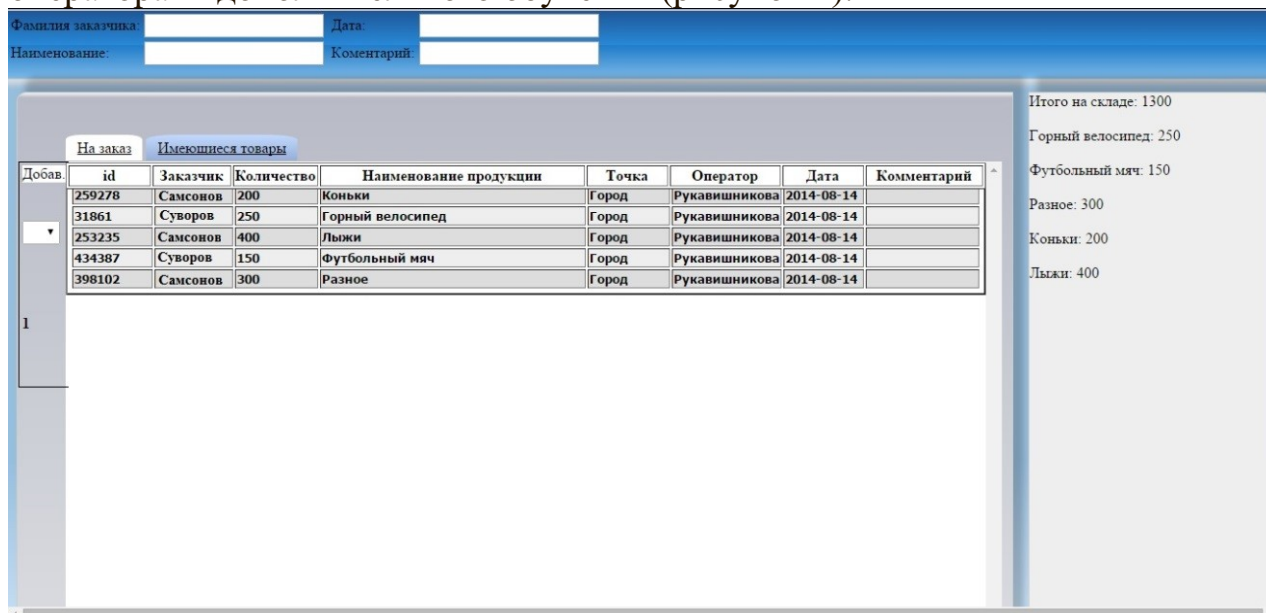 Фамилия заказчика: Дата:
Наименование: Коментарий:
Итого на складе: 1300
Горный велосипед: 250
Футбольный мяч: 150
Разное: 300
Коньки: 200
Лыжи: 400
На заказ Имеющиеся товары
Добав. id Заказчик Количество Наименование продукции Точка Оператор Дата Комментарий
259278 Самсонов 200 Коньки Город Рукавишникова 2014-08-14
31861 Суворов 250 Горный велосипед Город Рукавишникова 2014-08-14
253235 Самсонов 400 Лыжи Город Рукавишникова 2014-08-14
434387 Суворов 150 Футбольный мяч Город Рукавишникова 2014-08-14
398102 Самсонов 300 Разное Город Рукавишникова 2014-08-14
1